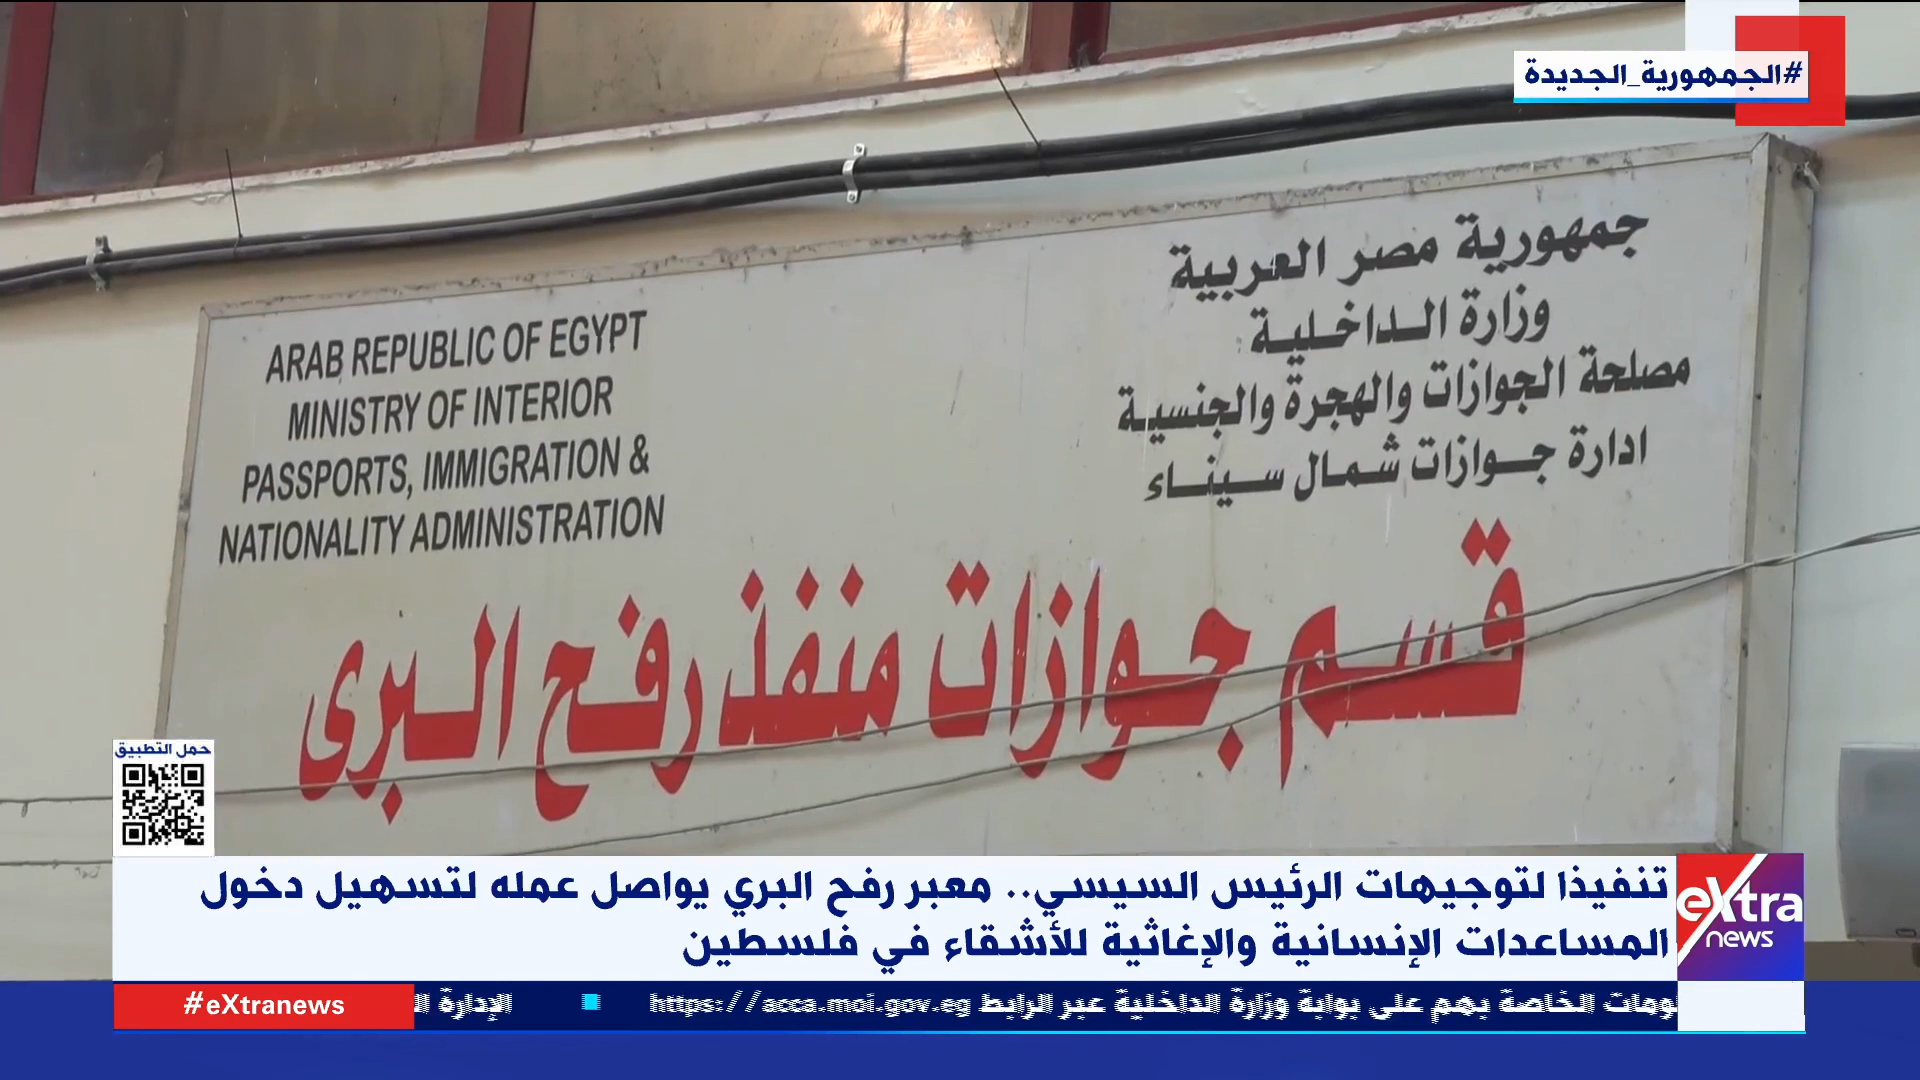 #الجمهورية_الجديدة
جمهورية مصر العربية
وزارة الداخلية
مصلحة الجوازات والهجرة والجنسية
ادارة جوازات شمال سيناء
ARAB REPUBLIC OF EGYPT
MINISTRY OF INTERIOR
PASSPORTS, IMMIGRATION &
NATIONALITY ADMINISTRATION
قسم جوازات منفذ رفح البرى
حمل التطبيق
تنفيذا لتوجيهات الرئيس السيسي.. معبر رفح البري يواصل عمله لتسهيل دخول
المساعدات الإنسانية والإغاثية للأشقاء في فلسطين
eXtra
news
الخاصة بهم على بوابة وزارة الداخلية عبر الرابط https://acca.moi.gov.eg ■ الإدارة
#eXtranews